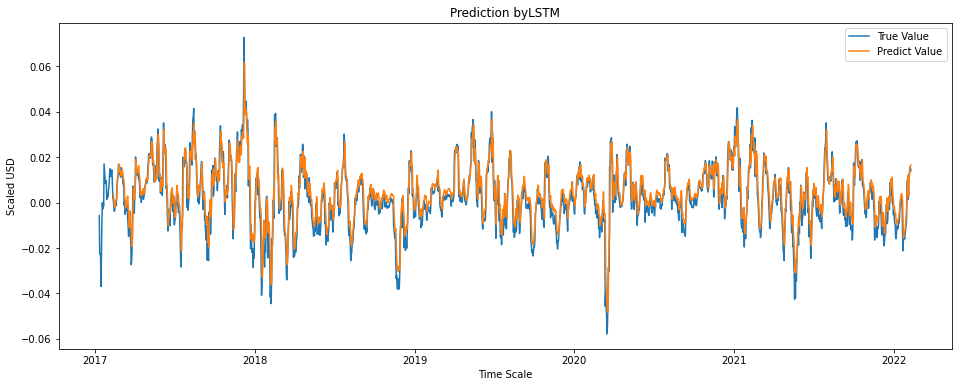 Prediction byLSTM
True Value
Predict Value
Scaled USD
0.06
0.04
0.02
0.00
−0.02
−0.04
−0.06
2017
2018
2019
2020
2021
2022
Time Scale